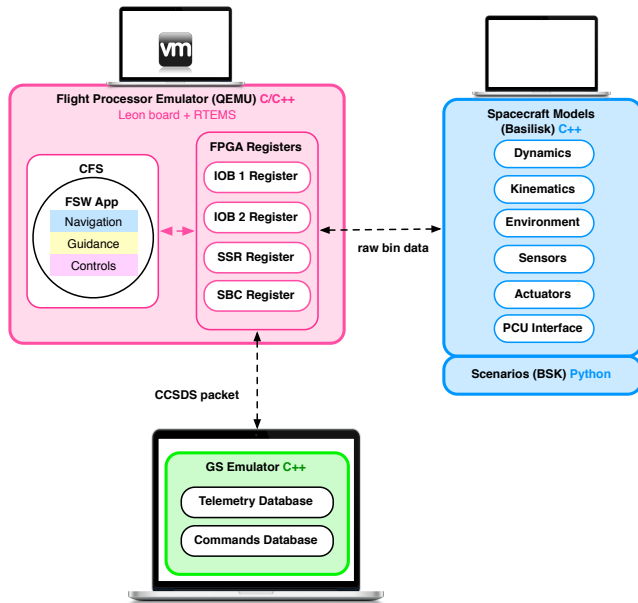 vm
Flight Processor Emulator (QEMU) C/C++
Leon board + RTEMS
CFS
FSW App
Navigation
Guidance
Controls
FPGA Registers
IOB 1 Register
IOB 2 Register
SSR Register
SBC Register
raw bin data
Spacecraft Models
(Basilisk) C++
Dynamics
Kinematics
Environment
Sensors
Actuators
PCU Interface
Scenarios (BSK) Python
CCSDS packet
GS Emulator C++
Telemetry Database
Commands Database